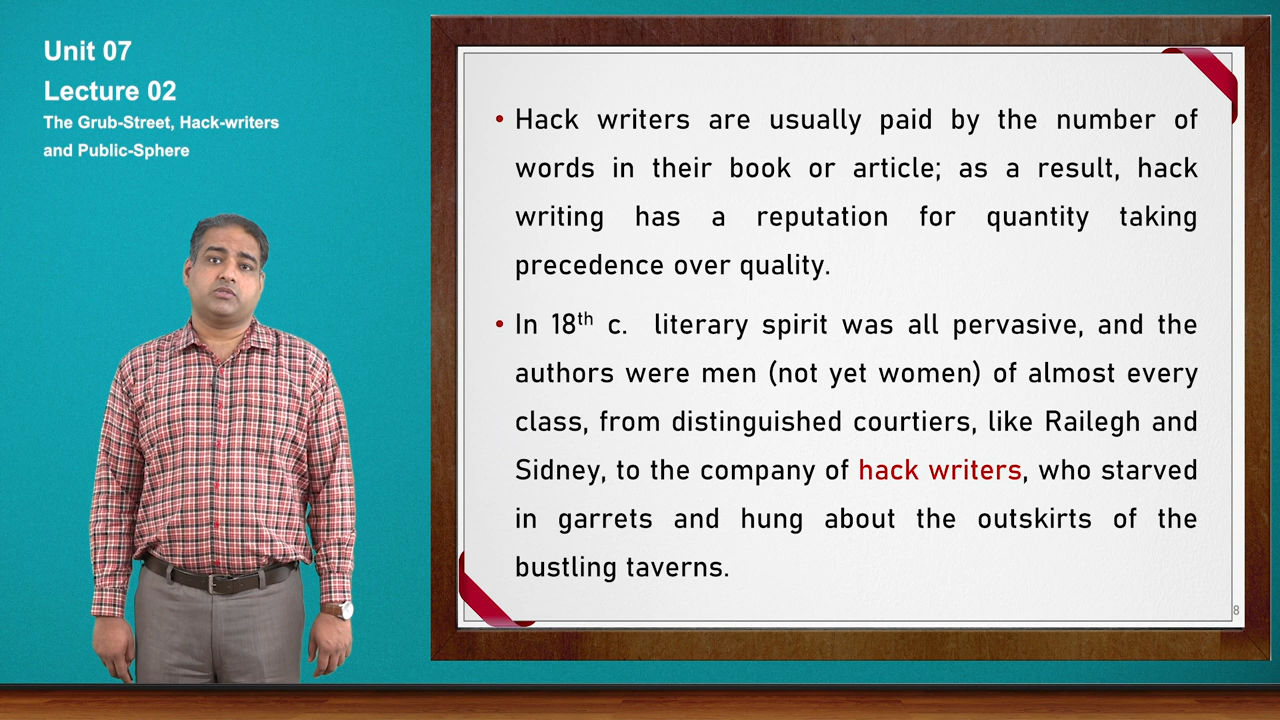 Unit 07
Lecture 02
The Grub-Street, Hack-writers
and Public-Sphere
• Hack writers are usually paid by the number of
words in their book or article; as a result, hack
writing has a reputation for quantity taking
precedence over quality.
• In 18th c. literary spirit was all pervasive, and the
authors were men (not yet women) of almost every
class, from distinguished courtiers, like Railegh and
Sidney, to the company of hack writers, who starved
in garrets and hung about the outskirts of the
bustling taverns.
8